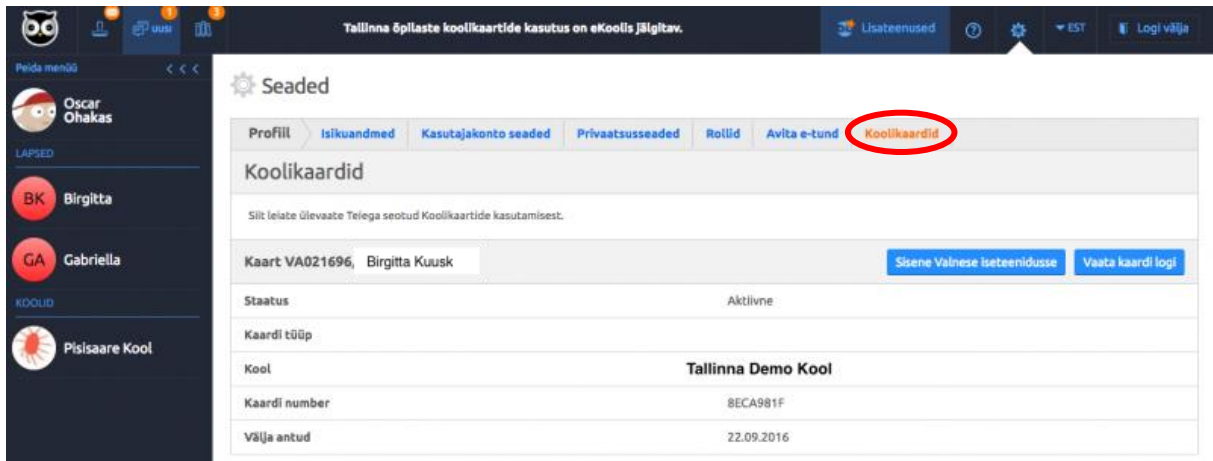 1 3
uusi
Tallinna õpilaste koolikaartide kasutus on eKoolis jälgitav.
Lisateenused
EST
Logi välja
Peida menüü < < <
Oscar
Ohakas
LAPSED
BK Birgitta
GA Gabriella
KOOLID
Pisisaare Kool
Seaded
Profiil Isikuandmed Kasutajakonto seaded Privaatsusseaded Rollid Avita e-tund Koolikaardid
Koolikaardid
Siit leiate ülevaate Teiega seotud Koolikaartide kasutamisest.
Kaart VA021696, Birgitta Kuusk Sisene Valnese iseteenidusse Vaata kaardi logi
Staatus Aktiivne
Kaardi tüüp
Kool Tallinna Demo Kool
Kaardi number 8ECA981F
Välja antud 22.09.2016